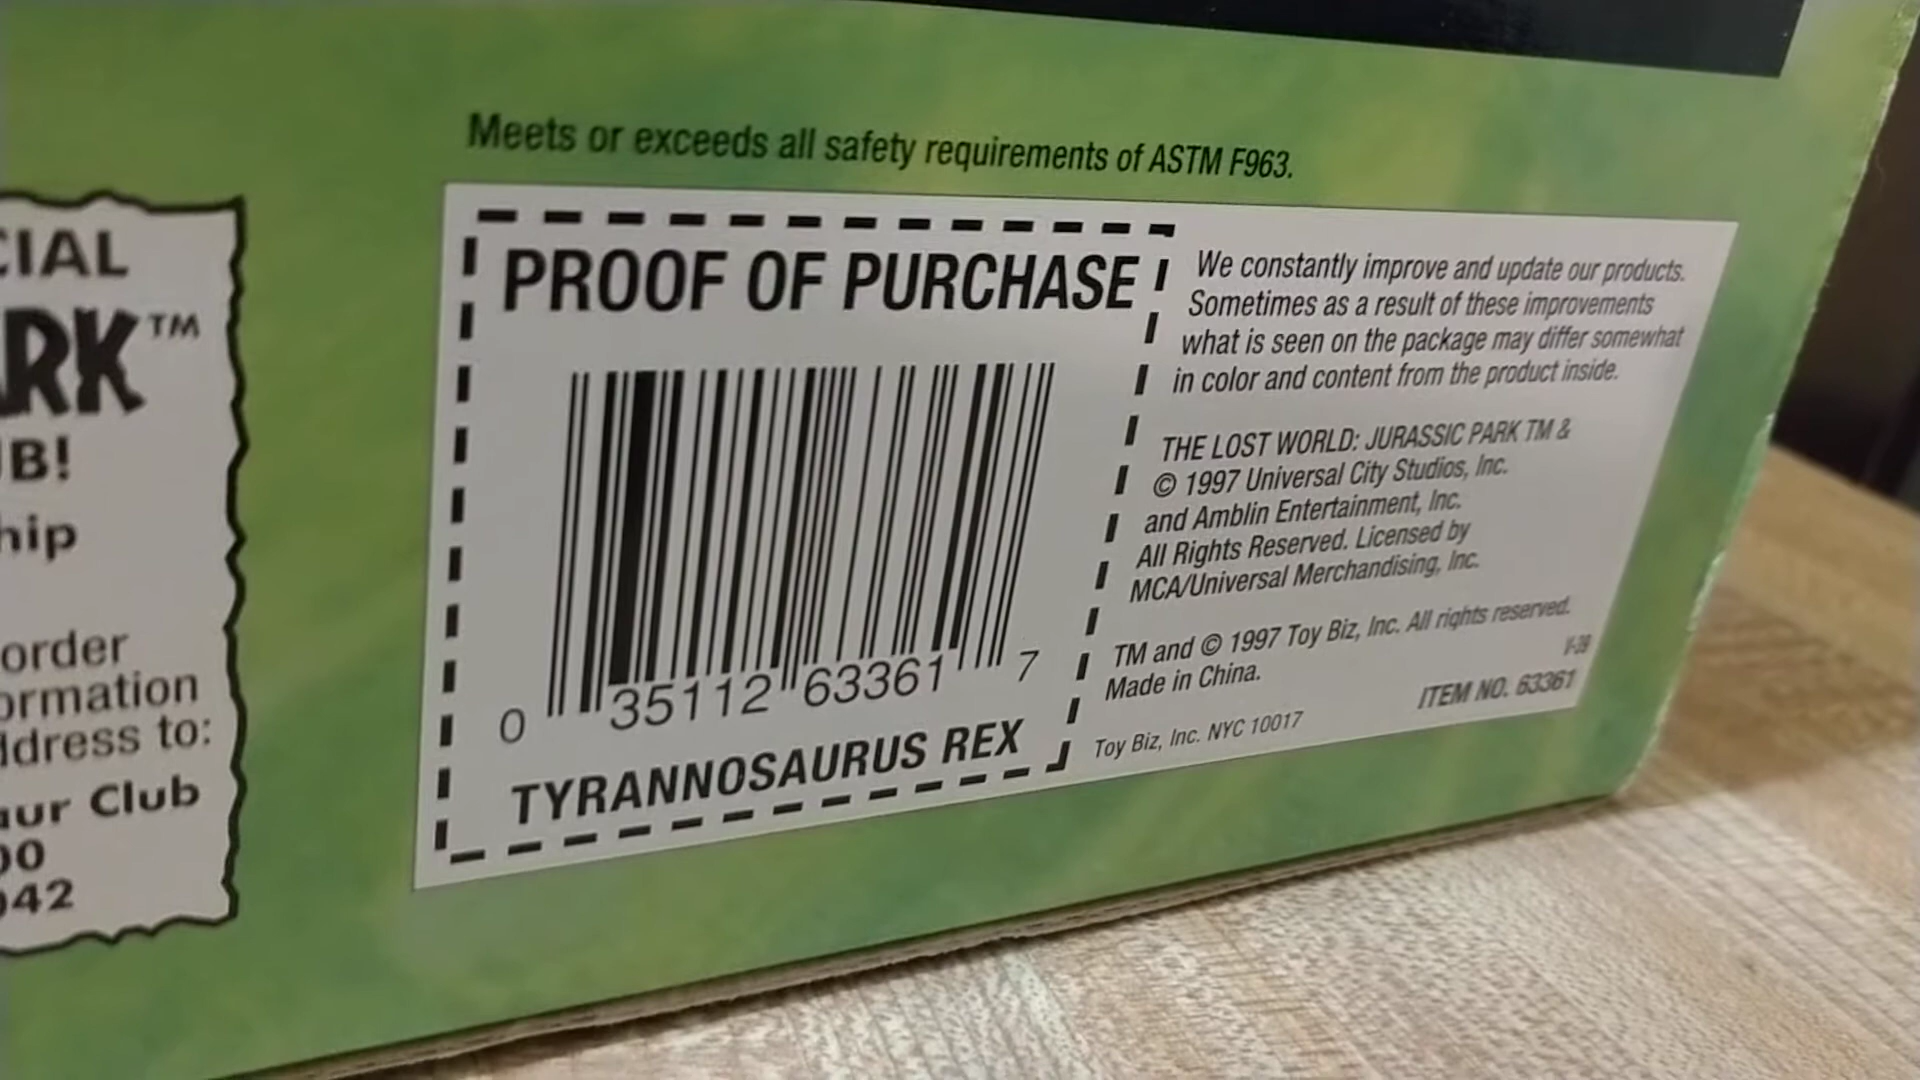 Meets or exceeds all safety requirements of ASTM F963.
CIAL
ARK™
UB!
hip
order
ormation
ddress to:
aur Club
00
042
PROOF OF PURCHASE
0 35112 63361 7
TYRANNOSAURUS REX
We constantly improve and update our products.
Sometimes as a result of these improvements
what is seen on the package may differ somewhat
in color and content from the product inside.
THE LOST WORLD: JURASSIC PARK TM &
© 1997 Universal City Studios, Inc.
and Amblin Entertainment, Inc.
All Rights Reserved. Licensed by
MCA/Universal Merchandising, Inc.
TM and © 1997 Toy Biz, Inc. All rights reserved.
Made in China.
ITEM NO. 63361
Toy Biz, Inc. NYC 10017